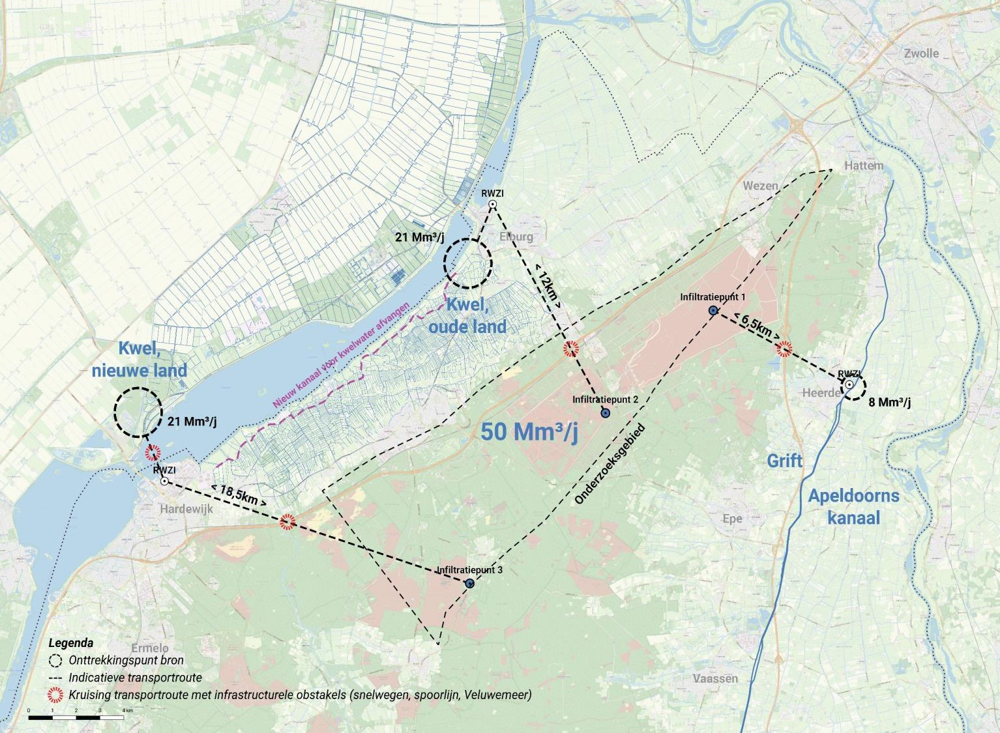 Zwolle
Hattem
Wezen
RWZI
21 Mm³/j
Elburg
< 12km >
Infiltratiepunt 1
Kwel,
oude land
< 6,5km >
Nieuw kanaal voor kwelwater afvangen
Kwel,
nieuwe land
RWZI
Heerde
8 Mm³/j
Infiltratiepunt 2
21 Mm³/j
50 Mm³/j
Onderzoeksgebied
Grift
RWZI
< 18,5km >
Hardewijk
Apeldoorns
kanaal
Epe
Infiltratiepunt 3
Ermelo
Vaassen
Legenda
Onttrekkingspunt bron
Indicatieve transportroute
Kruising transportroute met infrastructurele obstakels (snelwegen, spoorlijn, Veluwemeer)
0 1 2 3 4 km